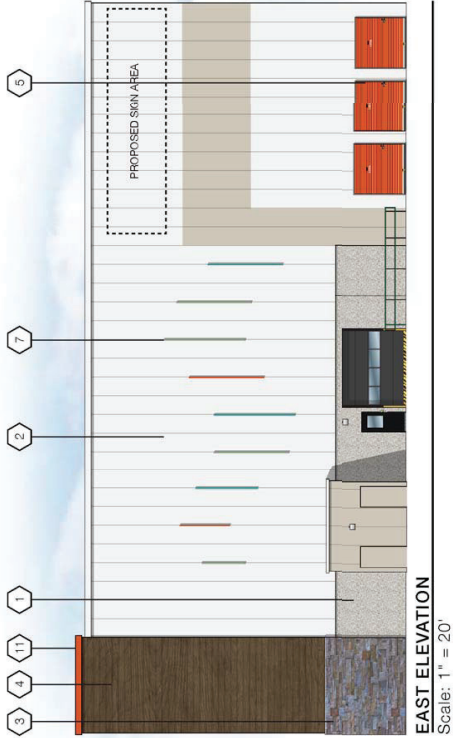 3
4
11
1
2
7
5
PROPOSED SIGN AREA
EAST ELEVATION
Scale: 1" = 20'